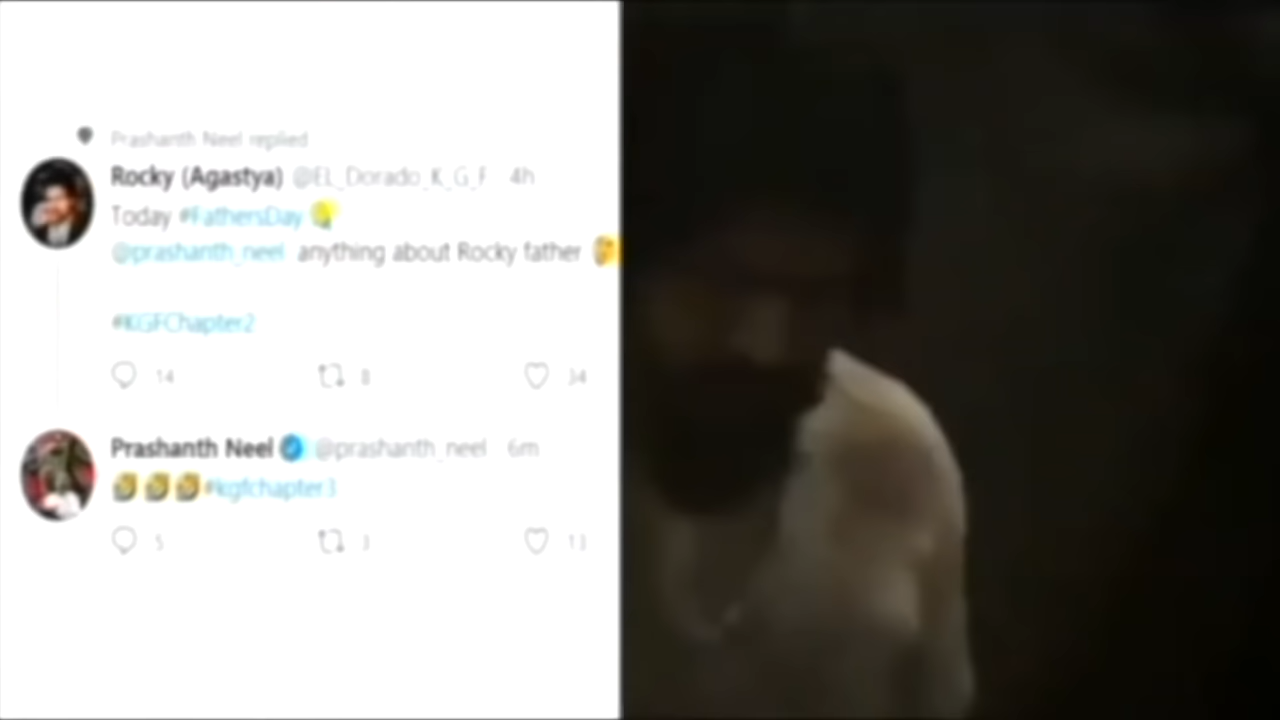 Prashanth Neel replied
Rocky (Agastya) @EL_Dorado_K_G_F 4h
Today #FathersDay
@prashanth_neel anything about Rocky father 🤔
#KGFChapter2
14 8 34
Prashanth Neel @prashanth_neel 6m
🤣🤣🤣#kgfchapter3
5 3 13